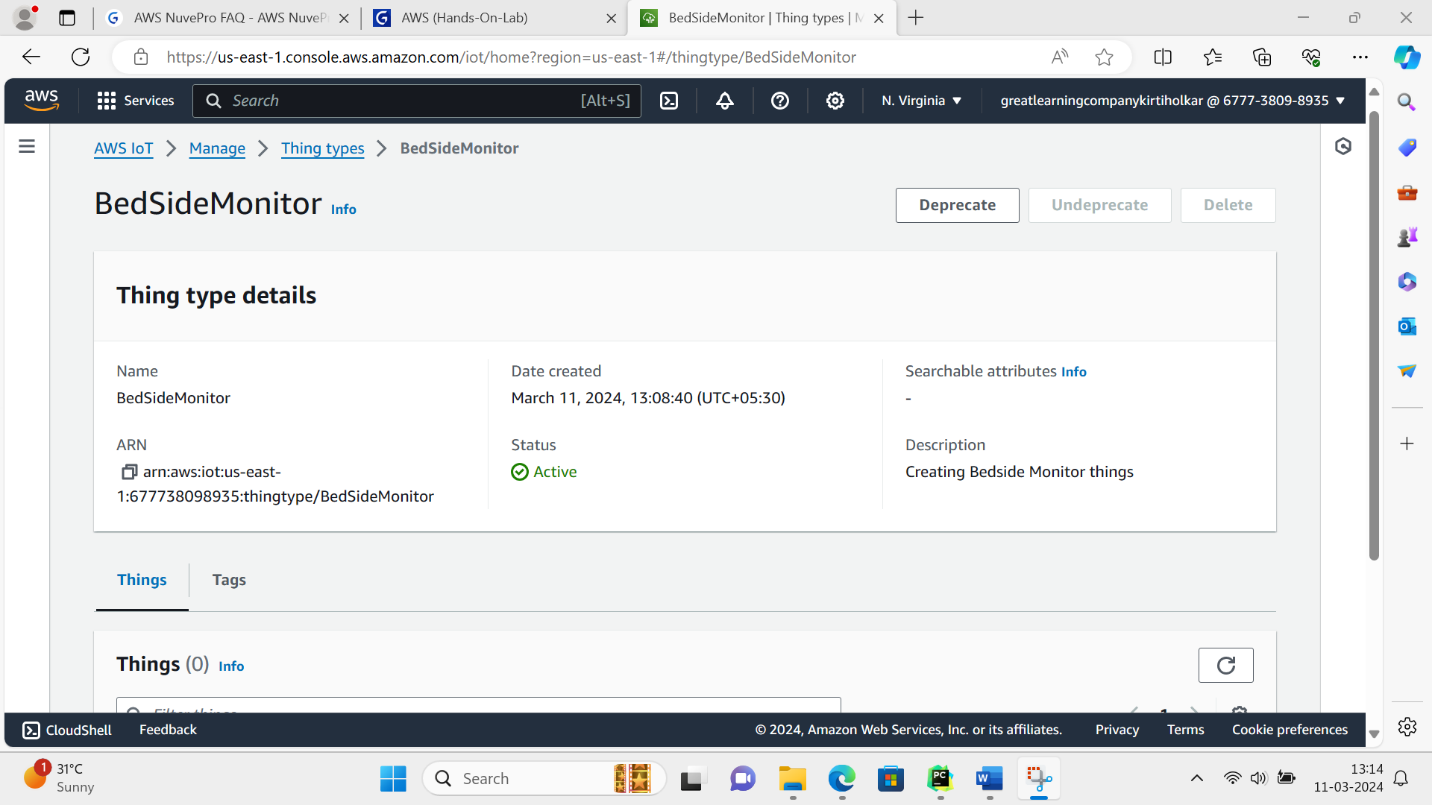 AWS NuvePro FAQ - AWS NuvePr
AWS (Hands-On-Lab)
BedSideMonitor | Thing types | M
https://us-east-1.console.aws.amazon.com/iot/home?region=us-east-1#/thingtype/BedSideMonitor
aws
Services
Search
[Alt+S]
N. Virginia
greatlearningcompanykirtiholkar @ 6777-3809-8935
AWS IoT
Manage
Thing types
BedSideMonitor
BedSideMonitor Info
Deprecate
Undeprecate
Delete
Thing type details
Name
BedSideMonitor
Date created
March 11, 2024, 13:08:40 (UTC+05:30)
Searchable attributes Info
-
ARN
arn:aws:iot:us-east-
1:677738098935:thingtype/BedSideMonitor
Status
Active
Description
Creating Bedside Monitor things
Things
Tags
Things (0) Info
Filter things
1
CloudShell
Feedback
© 2024, Amazon Web Services, Inc. or its affiliates.
Privacy
Terms
Cookie preferences
1
31°C
Sunny
Search
13:14
11-03-2024